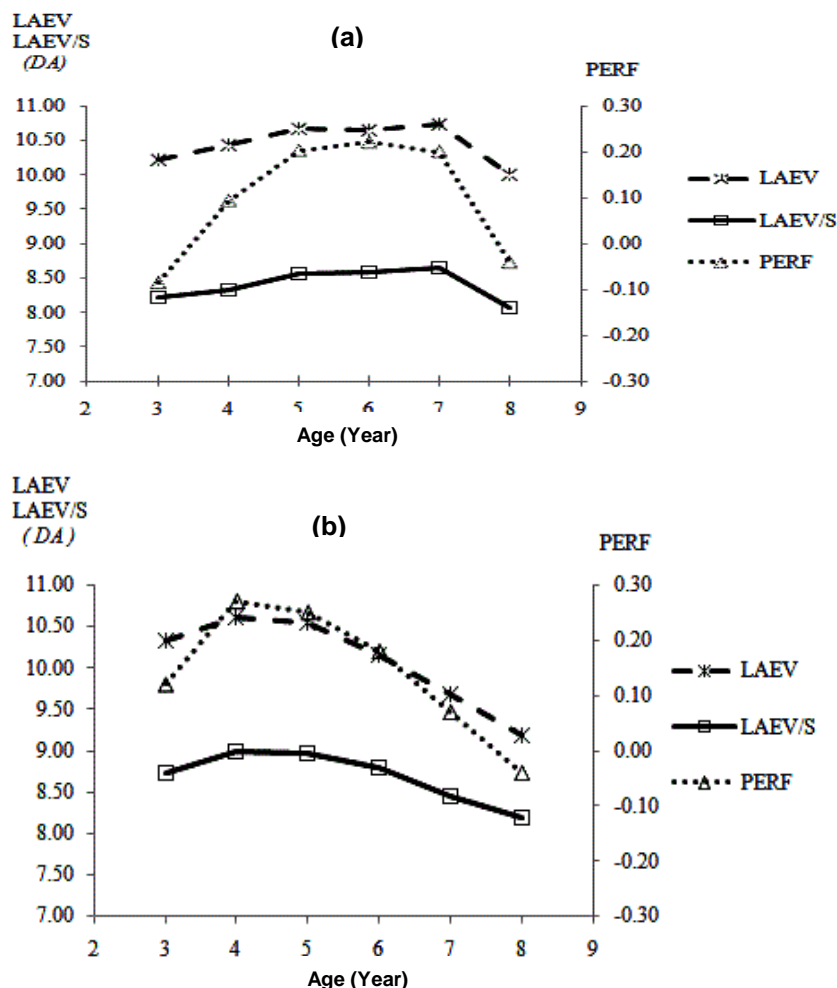 LAEV
LAEV/S
(DA)
(a)
PERF
11.00
10.50
10.00
9.50
9.00
8.50
8.00
7.50
7.00
0.30
0.20
0.10
0.00
-0.10
-0.20
-0.30
LAEV
LAEV/S
PERF
2 3 4 5 6 7 8 9
Age (Year)
LAEV
LAEV/S
(DA)
(b)
PERF
11.00
10.50
10.00
9.50
9.00
8.50
8.00
7.50
7.00
0.30
0.20
0.10
0.00
-0.10
-0.20
-0.30
LAEV
LAEV/S
PERF
2 3 4 5 6 7 8 9
Age (Year)